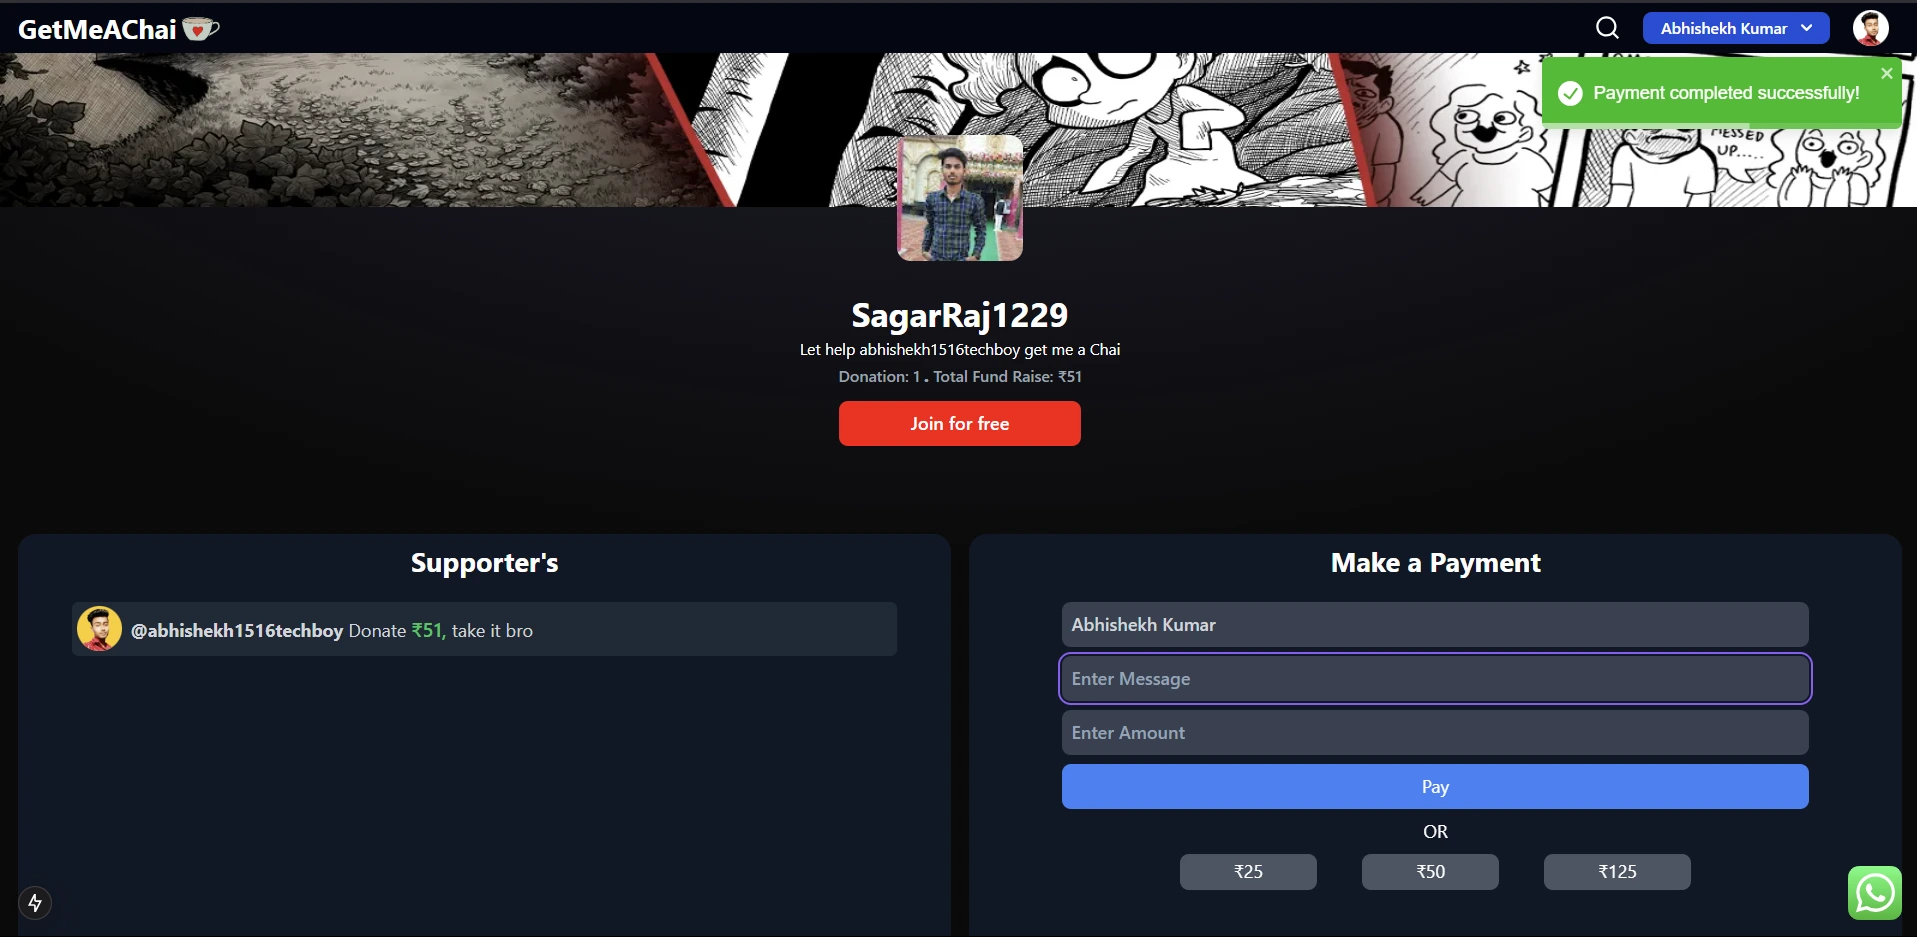 GetMeAChai
Abhishekh Kumar
Payment completed successfully!
MESSED
UP.....
SagarRaj1229
Let help abhishekh1516techboy get me a Chai
Donation: 1 . Total Fund Raise: ₹51
Join for free
Supporter's
@abhishekh1516techboy Donate ₹51, take it bro
Make a Payment
Abhishekh Kumar
Enter Message
Enter Amount
Pay
OR
₹25 ₹50 ₹125